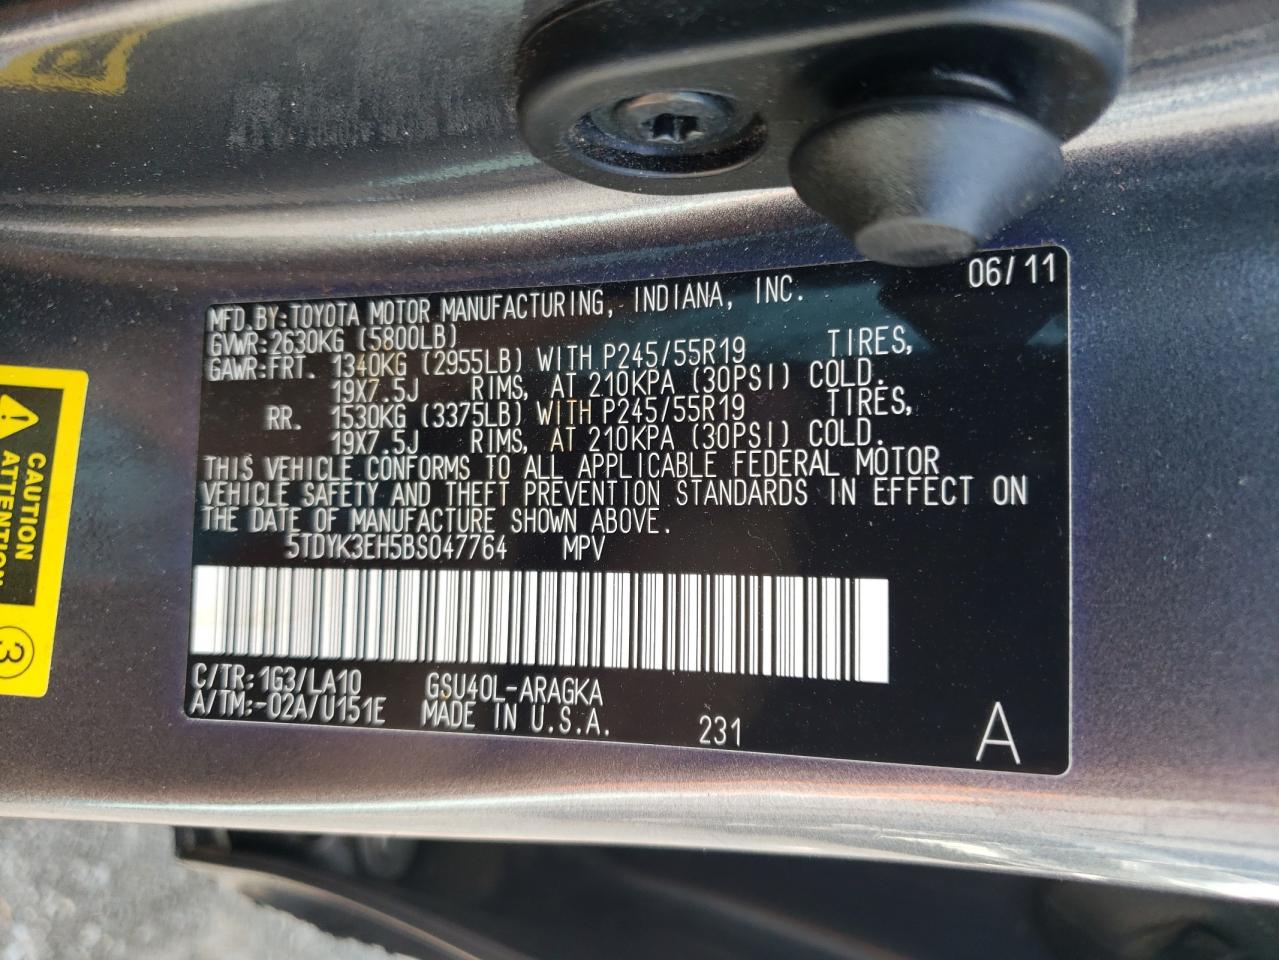 06/11
MFD.BY:TOYOTA MOTOR MANUFACTURING, INDIANA, INC.
GVWR:2630KG (5800LB)
GAWR:FRT. 1340KG (2955LB) WITH P245/55R19 TIRES,
19X7.5J RIMS, AT 210KPA (30PSI) COLD.
RR. 1530KG (3375LB) WITH P245/55R19 TIRES,
19X7.5J RIMS, AT 210KPA (30PSI) COLD.
THIS VEHICLE CONFORMS TO ALL APPLICABLE FEDERAL MOTOR
VEHICLE SAFETY AND THEFT PREVENTION STANDARDS IN EFFECT ON
THE DATE OF MANUFACTURE SHOWN ABOVE.
5TDYK3EH5BS047764 MPV
C/TR:1G3/LA10 GSU40L-ARAGKA
A/TM:-02A/U151E MADE IN U.S.A. 231 A
CAUTION
ATTENTION
3